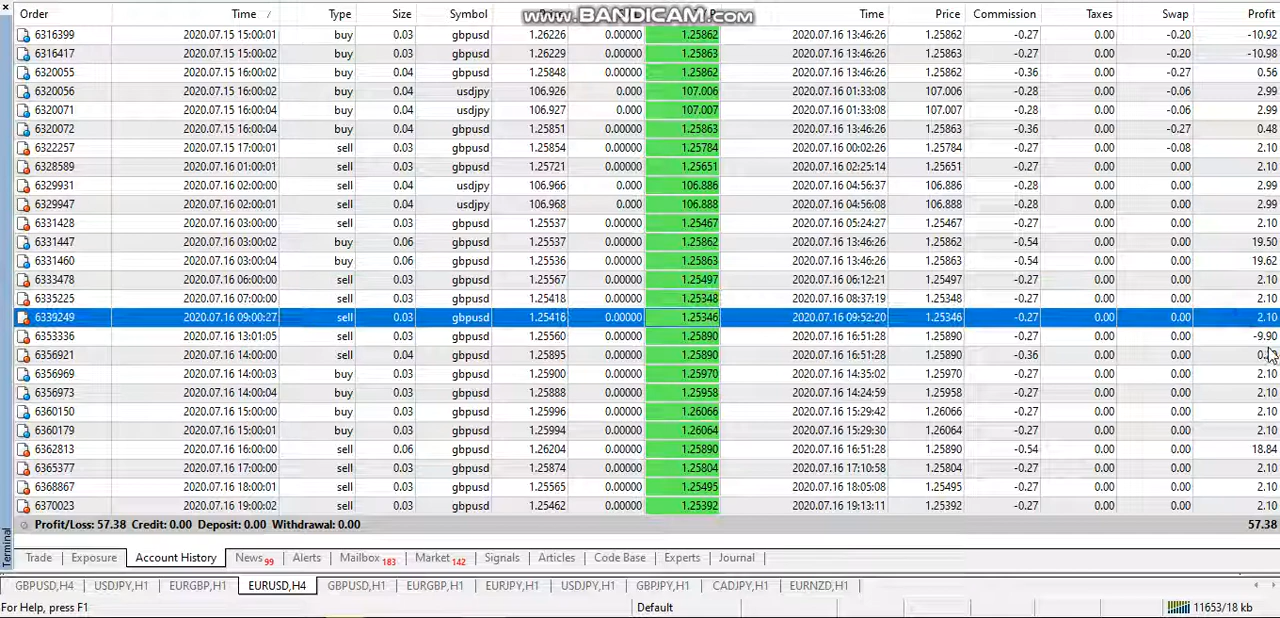 Order Time / Type Size Symbol Price Time Price Commission Taxes Swap Profit
www.BANDICAM.com
6316399 2020.07.15 15:00:01 buy 0.03 gbpusd 1.26226 0.00000 1.25862 2020.07.16 13:46:26 1.25862 -0.27 0.00 -0.20 -10.92
6316417 2020.07.15 15:00:02 buy 0.03 gbpusd 1.26229 0.00000 1.25863 2020.07.16 13:46:26 1.25863 -0.27 0.00 -0.20 -10.98
6320055 2020.07.15 16:00:02 buy 0.04 gbpusd 1.25848 0.00000 1.25862 2020.07.16 13:46:26 1.25862 -0.36 0.00 -0.27 0.56
6320056 2020.07.15 16:00:02 buy 0.04 usdjpy 106.926 0.000 107.006 2020.07.16 01:33:08 107.006 -0.28 0.00 -0.06 2.99
6320071 2020.07.15 16:00:04 buy 0.04 usdjpy 106.927 0.000 107.007 2020.07.16 01:33:08 107.007 -0.28 0.00 -0.06 2.99
6320072 2020.07.15 16:00:04 buy 0.04 gbpusd 1.25851 0.00000 1.25863 2020.07.16 13:46:26 1.25863 -0.36 0.00 -0.27 0.48
6322257 2020.07.15 17:00:01 sell 0.03 gbpusd 1.25854 0.00000 1.25784 2020.07.16 00:02:26 1.25784 -0.27 0.00 -0.08 2.10
6328589 2020.07.16 01:00:01 sell 0.03 gbpusd 1.25721 0.00000 1.25651 2020.07.16 02:25:14 1.25651 -0.27 0.00 0.00 2.10
6329931 2020.07.16 02:00:00 sell 0.04 usdjpy 106.966 0.000 106.886 2020.07.16 04:56:37 106.886 -0.28 0.00 0.00 2.99
6329947 2020.07.16 02:00:01 sell 0.04 usdjpy 106.968 0.000 106.888 2020.07.16 04:56:08 106.888 -0.28 0.00 0.00 2.99
6331428 2020.07.16 03:00:00 sell 0.03 gbpusd 1.25537 0.00000 1.25467 2020.07.16 05:24:27 1.25467 -0.27 0.00 0.00 2.10
6331447 2020.07.16 03:00:02 buy 0.06 gbpusd 1.25537 0.00000 1.25862 2020.07.16 13:46:26 1.25862 -0.54 0.00 0.00 19.50
6331460 2020.07.16 03:00:04 buy 0.06 gbpusd 1.25536 0.00000 1.25863 2020.07.16 13:46:26 1.25863 -0.54 0.00 0.00 19.62
6333478 2020.07.16 06:00:00 sell 0.03 gbpusd 1.25567 0.00000 1.25497 2020.07.16 06:12:21 1.25497 -0.27 0.00 0.00 2.10
6335225 2020.07.16 07:00:00 sell 0.03 gbpusd 1.25418 0.00000 1.25348 2020.07.16 08:37:19 1.25348 -0.27 0.00 0.00 2.10
6339249 2020.07.16 09:00:27 sell 0.03 gbpusd 1.25416 0.00000 1.25346 2020.07.16 09:52:20 1.25346 -0.27 0.00 0.00 2.10
6353336 2020.07.16 13:01:05 sell 0.03 gbpusd 1.25560 0.00000 1.25890 2020.07.16 16:51:28 1.25890 -0.27 0.00 0.00 -9.90
6356921 2020.07.16 14:00:00 sell 0.04 gbpusd 1.25895 0.00000 1.25890 2020.07.16 16:51:28 1.25890 -0.36 0.00 0.00
6356969 2020.07.16 14:00:03 buy 0.03 gbpusd 1.25900 0.00000 1.25970 2020.07.16 14:35:02 1.25970 -0.27 0.00 0.00 2.10
6356973 2020.07.16 14:00:04 buy 0.03 gbpusd 1.25888 0.00000 1.25958 2020.07.16 14:24:59 1.25958 -0.27 0.00 0.00 2.10
6360150 2020.07.16 15:00:00 buy 0.03 gbpusd 1.25996 0.00000 1.26066 2020.07.16 15:29:42 1.26066 -0.27 0.00 0.00 2.10
6360179 2020.07.16 15:00:01 buy 0.03 gbpusd 1.25994 0.00000 1.26064 2020.07.16 15:29:30 1.26064 -0.27 0.00 0.00 2.10
6362813 2020.07.16 16:00:00 sell 0.06 gbpusd 1.26204 0.00000 1.25890 2020.07.16 16:51:28 1.25890 -0.54 0.00 0.00 18.84
6365377 2020.07.16 17:00:00 sell 0.03 gbpusd 1.25874 0.00000 1.25804 2020.07.16 17:10:58 1.25804 -0.27 0.00 0.00 2.10
6368867 2020.07.16 18:00:01 sell 0.03 gbpusd 1.25565 0.00000 1.25495 2020.07.16 18:05:08 1.25495 -0.27 0.00 0.00 2.10
6370023 2020.07.16 19:00:02 sell 0.03 gbpusd 1.25462 0.00000 1.25392 2020.07.16 19:13:11 1.25392 -0.27 0.00 0.00 2.10
Profit/Loss: 57.38 Credit: 0.00 Deposit: 0.00 Withdrawal: 0.00 57.38
Terminal
Trade Exposure Account History News 99 Alerts Mailbox 183 Market 142 Signals Articles Code Base Experts Journal
GBPUSD,H4 USDJPY,H1 EURGBP,H1 EURUSD,H4 GBPUSD,H1 EURGBP,H1 EURJPY,H1 USDJPY,H1 GBPJPY,H1 CADJPY,H1 EURNZD,H1
For Help, press F1 Default 11653/18 kb